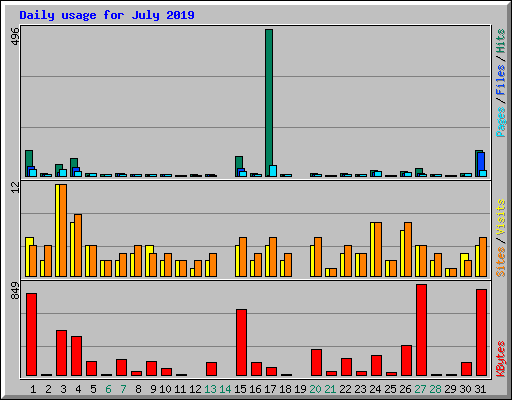 Daily usage for July 2019
496
Pages / Files / Hits
12
Sites / Visits
849
KBytes
1 2 3 4 5 6 7 8 9 10 11 12 13 14 15 16 17 18 19 20 21 22 23 24 25 26 27 28 29 30 31